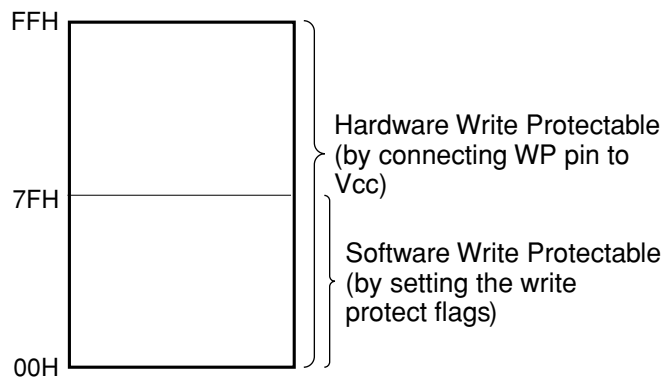 FFH
Hardware Write Protectable
(by connecting WP pin to
Vcc)
7FH
Software Write Protectable
(by setting the write
protect flags)
00H